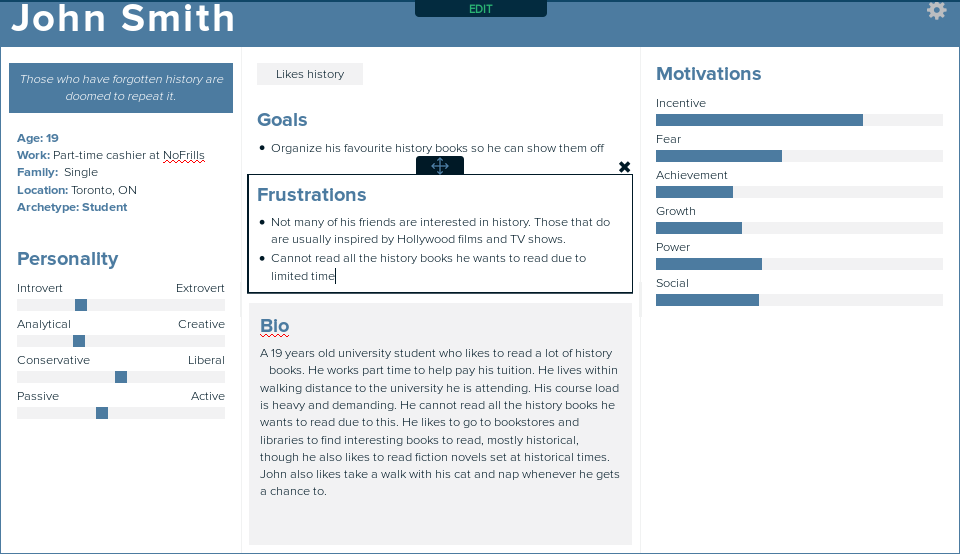 EDIT
John Smith
Those who have forgotten history are
doomed to repeat it.
Age: 19
Work: Part-time cashier at NoFrills
Family: Single
Location: Toronto, ON
Archetype: Student
Personality
Introvert Extrovert
Analytical Creative
Conservative Liberal
Passive Active
Likes history
Goals
Organize his favourite history books so he can show them off
Frustrations
Not many of his friends are interested in history. Those that do
are usually inspired by Hollywood films and TV shows.
Cannot read all the history books he wants to read due to
limited time
Bio
A 19 years old university student who likes to read a lot of history
books. He works part time to help pay his tuition. He lives within
walking distance to the university he is attending. His course load
is heavy and demanding. He cannot read all the history books he
wants to read due to this. He likes to go to bookstores and
libraries to find interesting books to read, mostly historical,
though he also likes to read fiction novels set at historical times.
John also likes take a walk with his cat and nap whenever he gets
a chance to.
Motivations
Incentive
Fear
Achievement
Growth
Power
Social